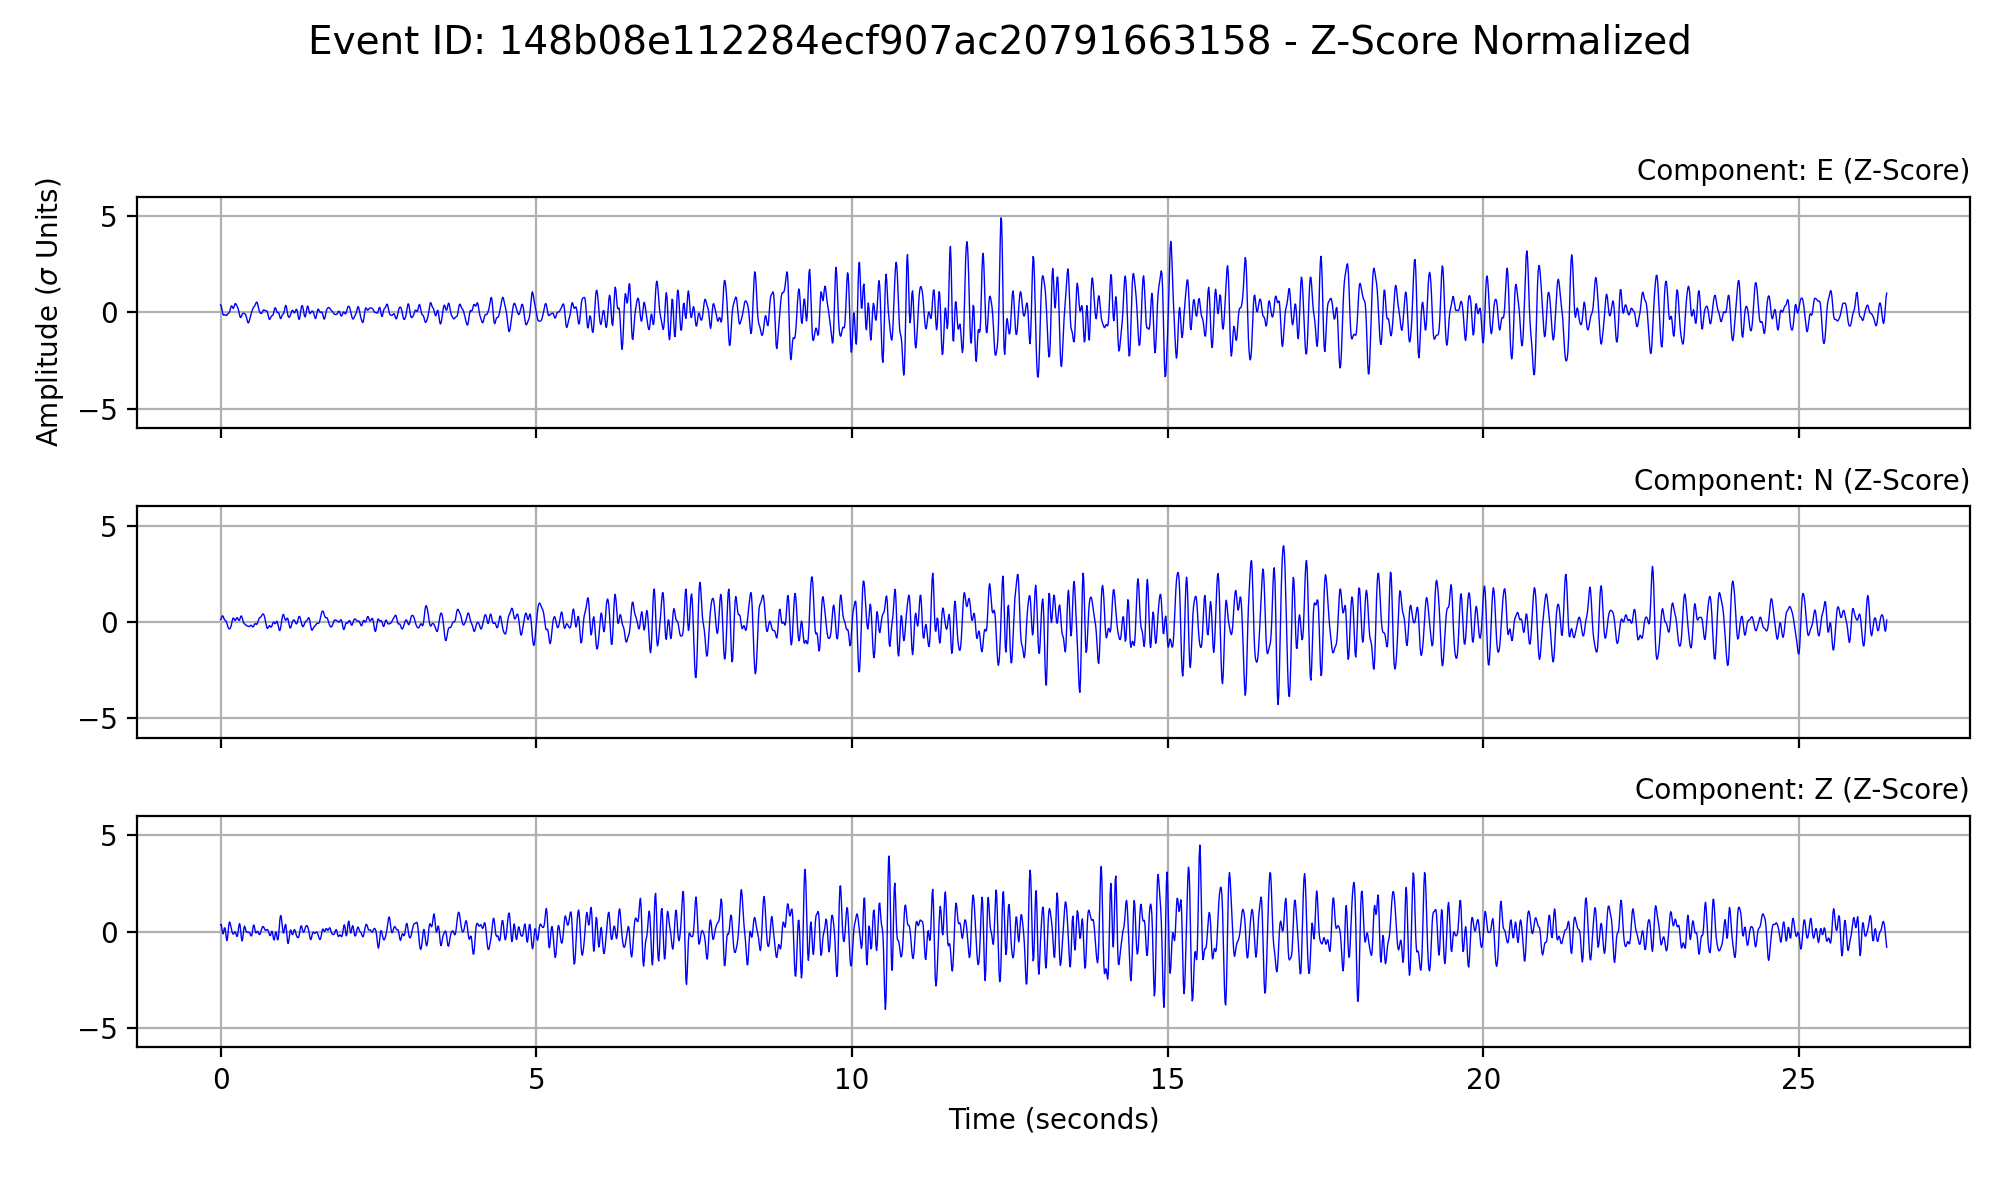 Event ID: 148b08e112284ecf907ac20791663158 - Z-Score Normalized
Component: E (Z-Score)
Amplitude (σ Units)
5
0
−5
Component: N (Z-Score)
5
0
−5
Component: Z (Z-Score)
5
0
−5
0 5 10 15 20 25
Time (seconds)